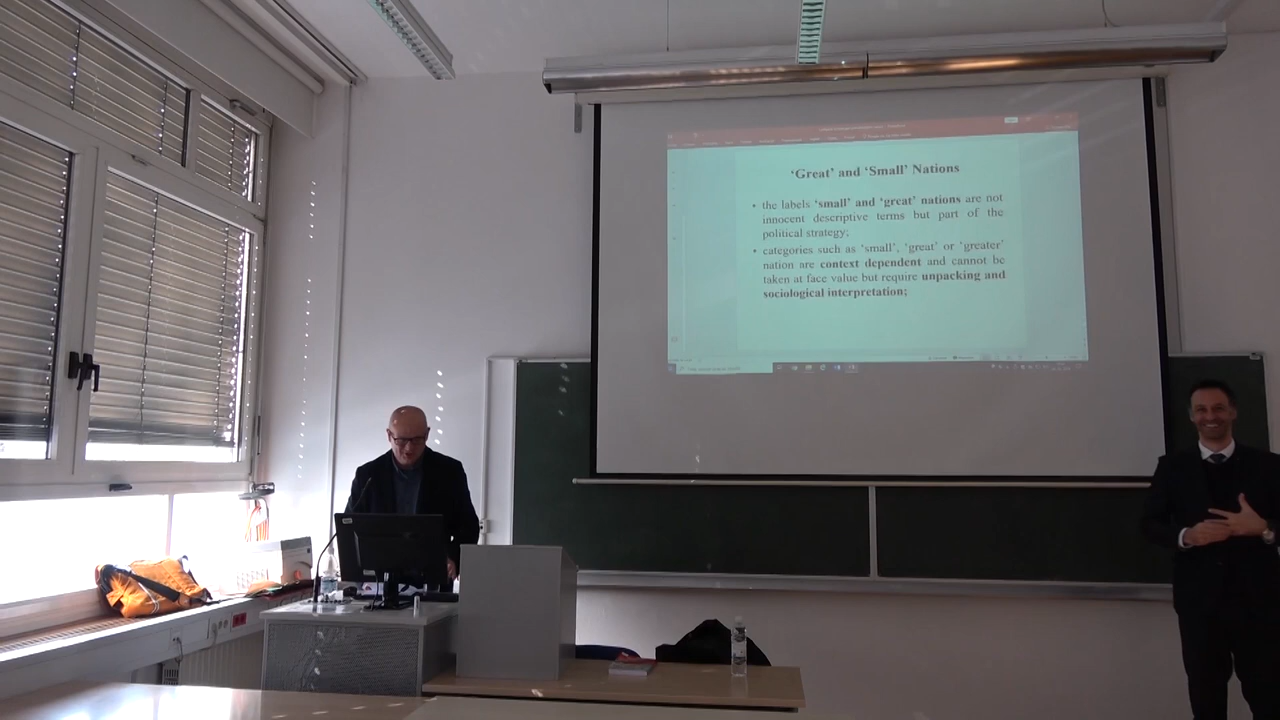 ‘Great’ and ‘Small’ Nations
• the labels ‘small’ and ‘great’ nations are not
innocent descriptive terms but part of the
political strategy;
• categories such as ‘small’, ‘great’ or ‘greater’
nation are context dependent and cannot be
taken at face value but require unpacking and
sociological interpretation;